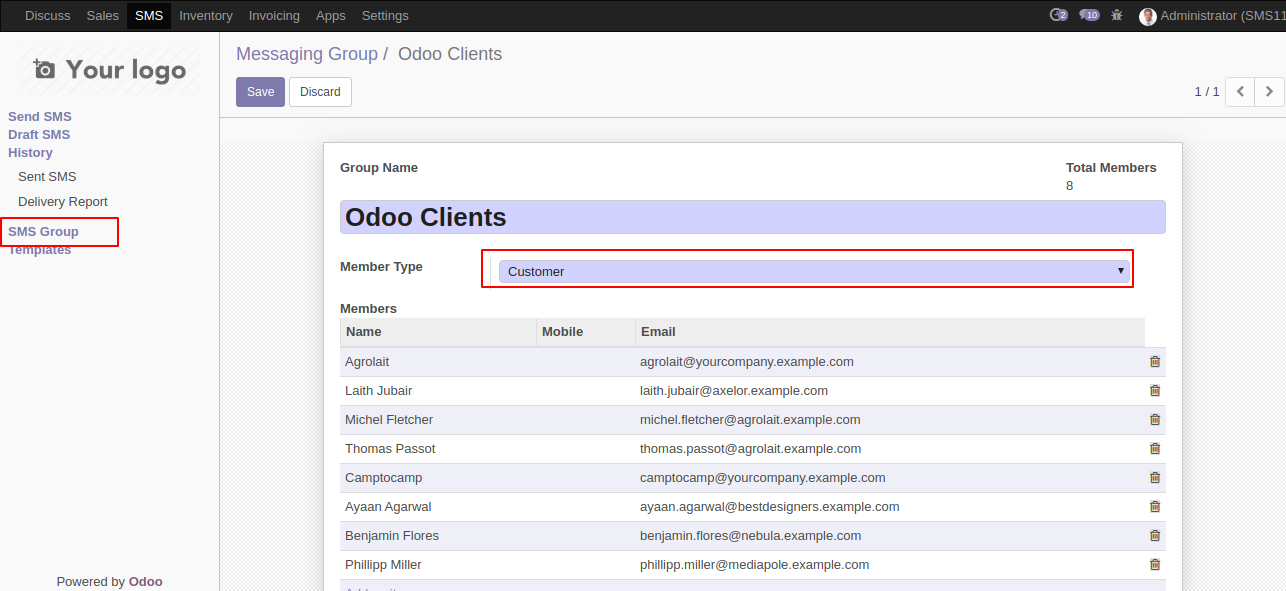 Discuss Sales SMS Inventory Invoicing Apps Settings 2 10 Administrator (SMS11
Your logo
Messaging Group / Odoo Clients
Save Discard
1 / 1
Send SMS
Draft SMS
History
Sent SMS
Delivery Report
SMS Group
Templates
Powered by Odoo
Group Name
Total Members
8
Odoo Clients
Member Type Customer
Members
Name Mobile Email
Agrolait agrolait@yourcompany.example.com
Laith Jubair laith.jubair@axelor.example.com
Michel Fletcher michel.fletcher@agrolait.example.com
Thomas Passot thomas.passot@agrolait.example.com
Camptocamp camptocamp@yourcompany.example.com
Ayaan Agarwal ayaan.agarwal@bestdesigners.example.com
Benjamin Flores benjamin.flores@nebula.example.com
Phillipp Miller phillipp.miller@mediapole.example.com